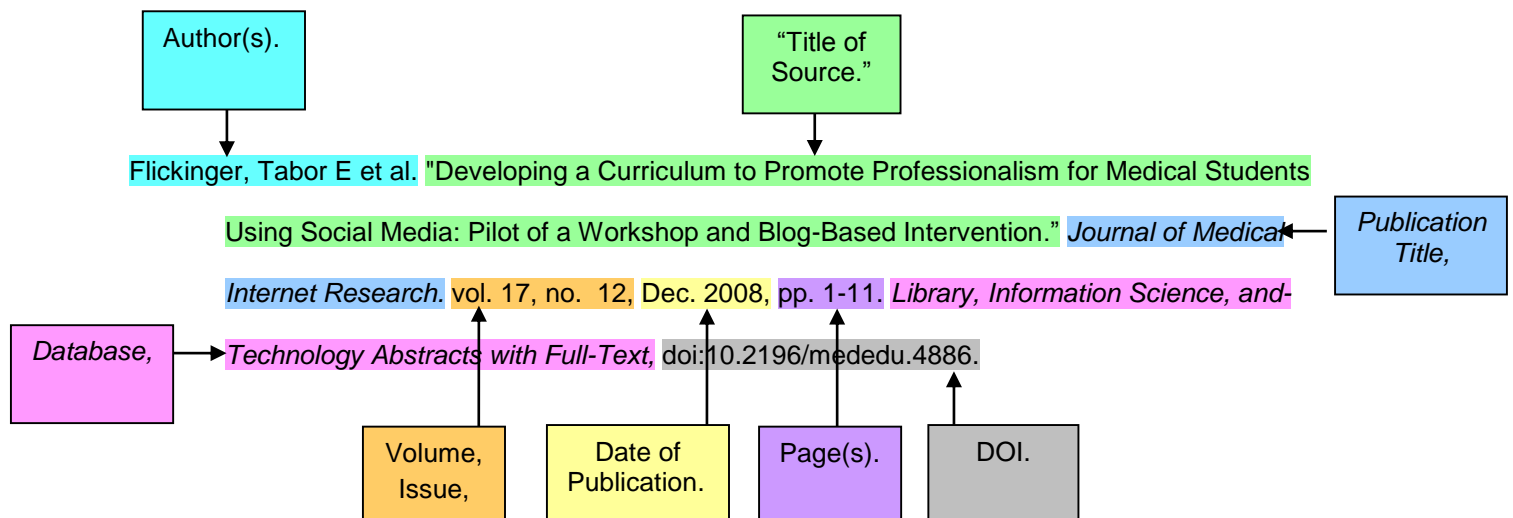 Author(s).
“Title of
Source.”
Flickinger, Tabor E et al. "Developing a Curriculum to Promote Professionalism for Medical Students
Using Social Media: Pilot of a Workshop and Blog-Based Intervention.” Journal of Medical
Publication
Title,
Internet Research. vol. 17, no. 12, Dec. 2008, pp. 1-11. Library, Information Science, and-
Database,
Technology Abstracts with Full-Text, doi:10.2196/mededu.4886.
Volume,
Issue,
Date of
Publication.
Page(s).
DOI.